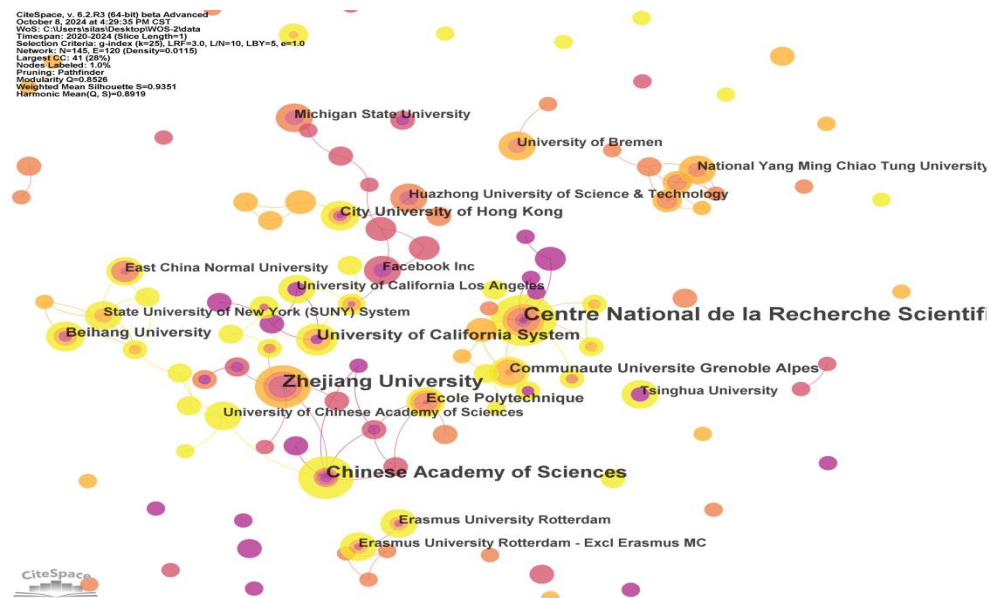 CiteSpace, v. 6.2.R3 (64-bit) beta Advanced
October 8, 2024 at 4:29:35 PM CST
WoS: C:\Users\silas\Desktop\WOS-2\data
Timespan: 2020-2024 (Slice Length=1)
Selection Criteria: g-index (k=25), LRF=3.0, L/N=10, LBY=5, e=1.0
Network: N=145, E=120 (Density=0.0115)
Largest CC: 41 (28%)
Nodes Labeled: 1.0%
Pruning: Pathfinder
Modularity Q=0.8526
Weighted Mean Silhouette S=0.9351
Harmonic Mean(Q, S)=0.8919
Michigan State University
University of Bremen
National Yang Ming Chiao Tung University
Huazhong University of Science & Technology
City University of Hong Kong
East China Normal University
Facebook Inc
University of California Los Angeles
State University of New York (SUNY) System
Centre National de la Recherche Scientifi
Beihang University
University of California System
Communaute Universite Grenoble Alpes
Zhejiang University
Tsinghua University
Ecole Polytechnique
University of Chinese Academy of Sciences
Chinese Academy of Sciences
Erasmus University Rotterdam
Erasmus University Rotterdam - Excl Erasmus MC
CiteSpace